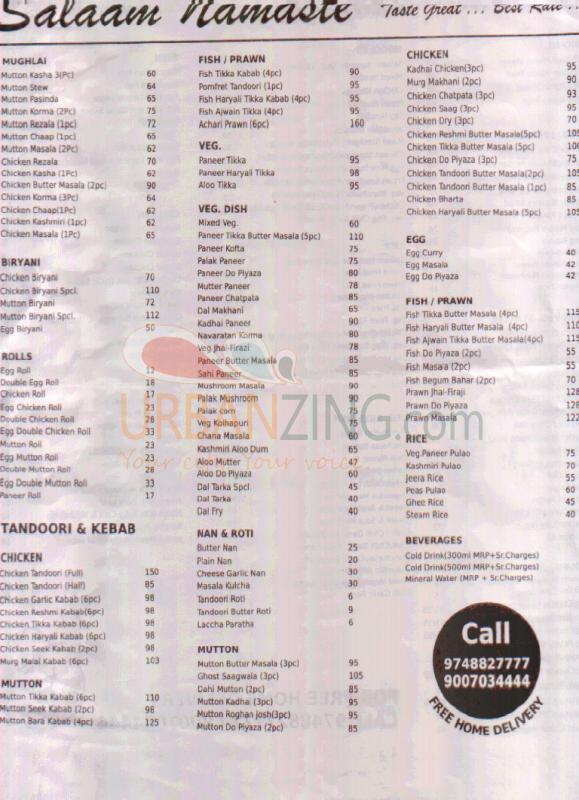 Salaam Namaste
Taste Great ... Best Rate ...
MUGHLAI
Mutton Kasha 3(Pc) 60
Mutton Stew 64
Mutton Pasinda 65
Mutton Korma (2Pc) 75
Mutton Rezala (1pc) 72
Mutton Chaap (1pc) 65
Mutton Masala (2Pc) 62
Chicken Rezala 70
Chicken Kasha (1Pc) 62
Chicken Butter Masala (2pc) 90
Chicken Korma (3Pc) 64
Chicken Chaap(1Pc) 62
Chicken Kashmiri (1pc) 62
Chicken Masala (1Pc) 65
BIRYANI
Chicken Biryani 70
Chicken Biryani Spcl. 110
Mutton Biryani 72
Mutton Biryani Spcl. 112
Egg Biryani 50
ROLLS
Egg Roll 12
Double Egg Roll 18
Chicken Roll 17
Egg Chicken Roll 23
Double Chicken Roll 28
Egg Double Chicken Roll 33
Mutton Roll 23
Egg Mutton Roll 23
Double Mutton Roll 28
Egg Double Mutton Roll 33
Paneer Roll 17
TANDOORI & KEBAB
CHICKEN
Chicken Tandoori (Full) 150
Chicken Tandoori (Half) 85
Chicken Garlic Kabab (6pc) 98
Chicken Reshmi Kabab(6pc) 98
Chicken Tikka Kabab (6pc) 98
Chicken Haryali Kabab (6pc) 98
Chicken Seek Kabab (2pc) 98
Murg Malai Kabab (6pc) 103
MUTTON
Mutton Tikka Kabab (6pc) 110
Mutton Seek Kabab (2pc) 98
Mutton Bara Kabab (4pc) 125
FISH / PRAWN
Fish Tikka Kabab (4pc) 90
Pomfret Tandoori (1pc) 95
Fish Haryali Tikka Kabab (4pc) 95
Fish Ajwain Tikka (4pc) 95
Achari Prawn (6pc) 160
VEG.
Paneer Tikka 95
Paneer Haryali Tikka 98
Aloo Tikka 95
VEG. DISH
Mixed Veg. 60
Paneer Tikka Butter Masala (5pc) 110
Paneer Kofta 75
Palak Paneer 75
Paneer Do Piyaza 80
Mutter Paneer 78
Paneer Chatpata 85
Dal Makhani 65
Kadhai Paneer 90
Navaratan Korma 80
Veg Jhal-Firazi 78
Paneer Butter Masala 85
Sahi Paneer 85
Mushroom Masala 90
Palak Mushroom 90
Palak corn 75
Veg Kolhapuri 75
Chana Masala 60
Kashmiri Aloo Dum 65
Aloo Mutter 47
Aloo Do Piyaza 60
Dal Tarka Spcl. 45
Dal Tarka 40
Dal Fry 40
NAN & ROTI
Butter Nan 25
Plain Nan 20
Cheese Garlic Nan 30
Masala Kulcha 30
Tandoori Roti 6
Tandoori Butter Roti 9
Laccha Paratha 6
MUTTON
Mutton Butter Masala (3pc) 95
Ghost Saagwala (3pc) 105
Dahi Mutton (2pc) 85
Mutton Kadhai (3pc) 95
Mutton Roghan Josh(3pc) 95
Mutton Do Piyaza (2pc) 85
CHICKEN
Kadhai Chicken(3pc) 95
Murg Makhani (2pc) 90
Chicken Chatpata (3pc) 93
Chicken Saag (3pc) 95
Chicken Dry (3pc) 70
Chicken Reshmi Butter Masala(5pc) 105
Chicken Tikka Butter Masala (5pc) 100
Chicken Do Piyaza (3pc) 75
Chicken Tandoori Butter Masala(2pc) 105
Chicken Tandoori Butter Masala (1pc) 85
Chicken Bharta 85
Chicken Haryali Butter Masala (5pc) 105
EGG
Egg Curry 40
Egg Masala 42
Egg Do Piyaza 42
FISH / PRAWN
Fish Tikka Butter Masala (4pc) 115
Fish Haryali Butter Masala (4pc) 110
Fish Ajwain Tikka Butter Masala(4pc) 115
Fish Do Piyaza (2pc) 55
Fish Masala (2pc) 55
Fish Begum Bahar (2pc) 70
Prawn Jhal-Firaji 128
Prawn Do Piyaza 128
Prawn Masala 122
RICE
Veg.Paneer Pulao 75
Kashmiri Pulao 70
Jeera Rice 55
Peas Pulao 60
Ghee Rice 45
Steam Rice 40
BEVERAGES
Cold Drink(300ml MRP+Sr.Charges)
Cold Drink(500ml MRP+Sr.Charges)
Mineral Water (MRP + Sr.Charges)
Call
9748827777
9007034444
FREE HOME DELIVERY
URBANZING.com
Your city. Your voice.